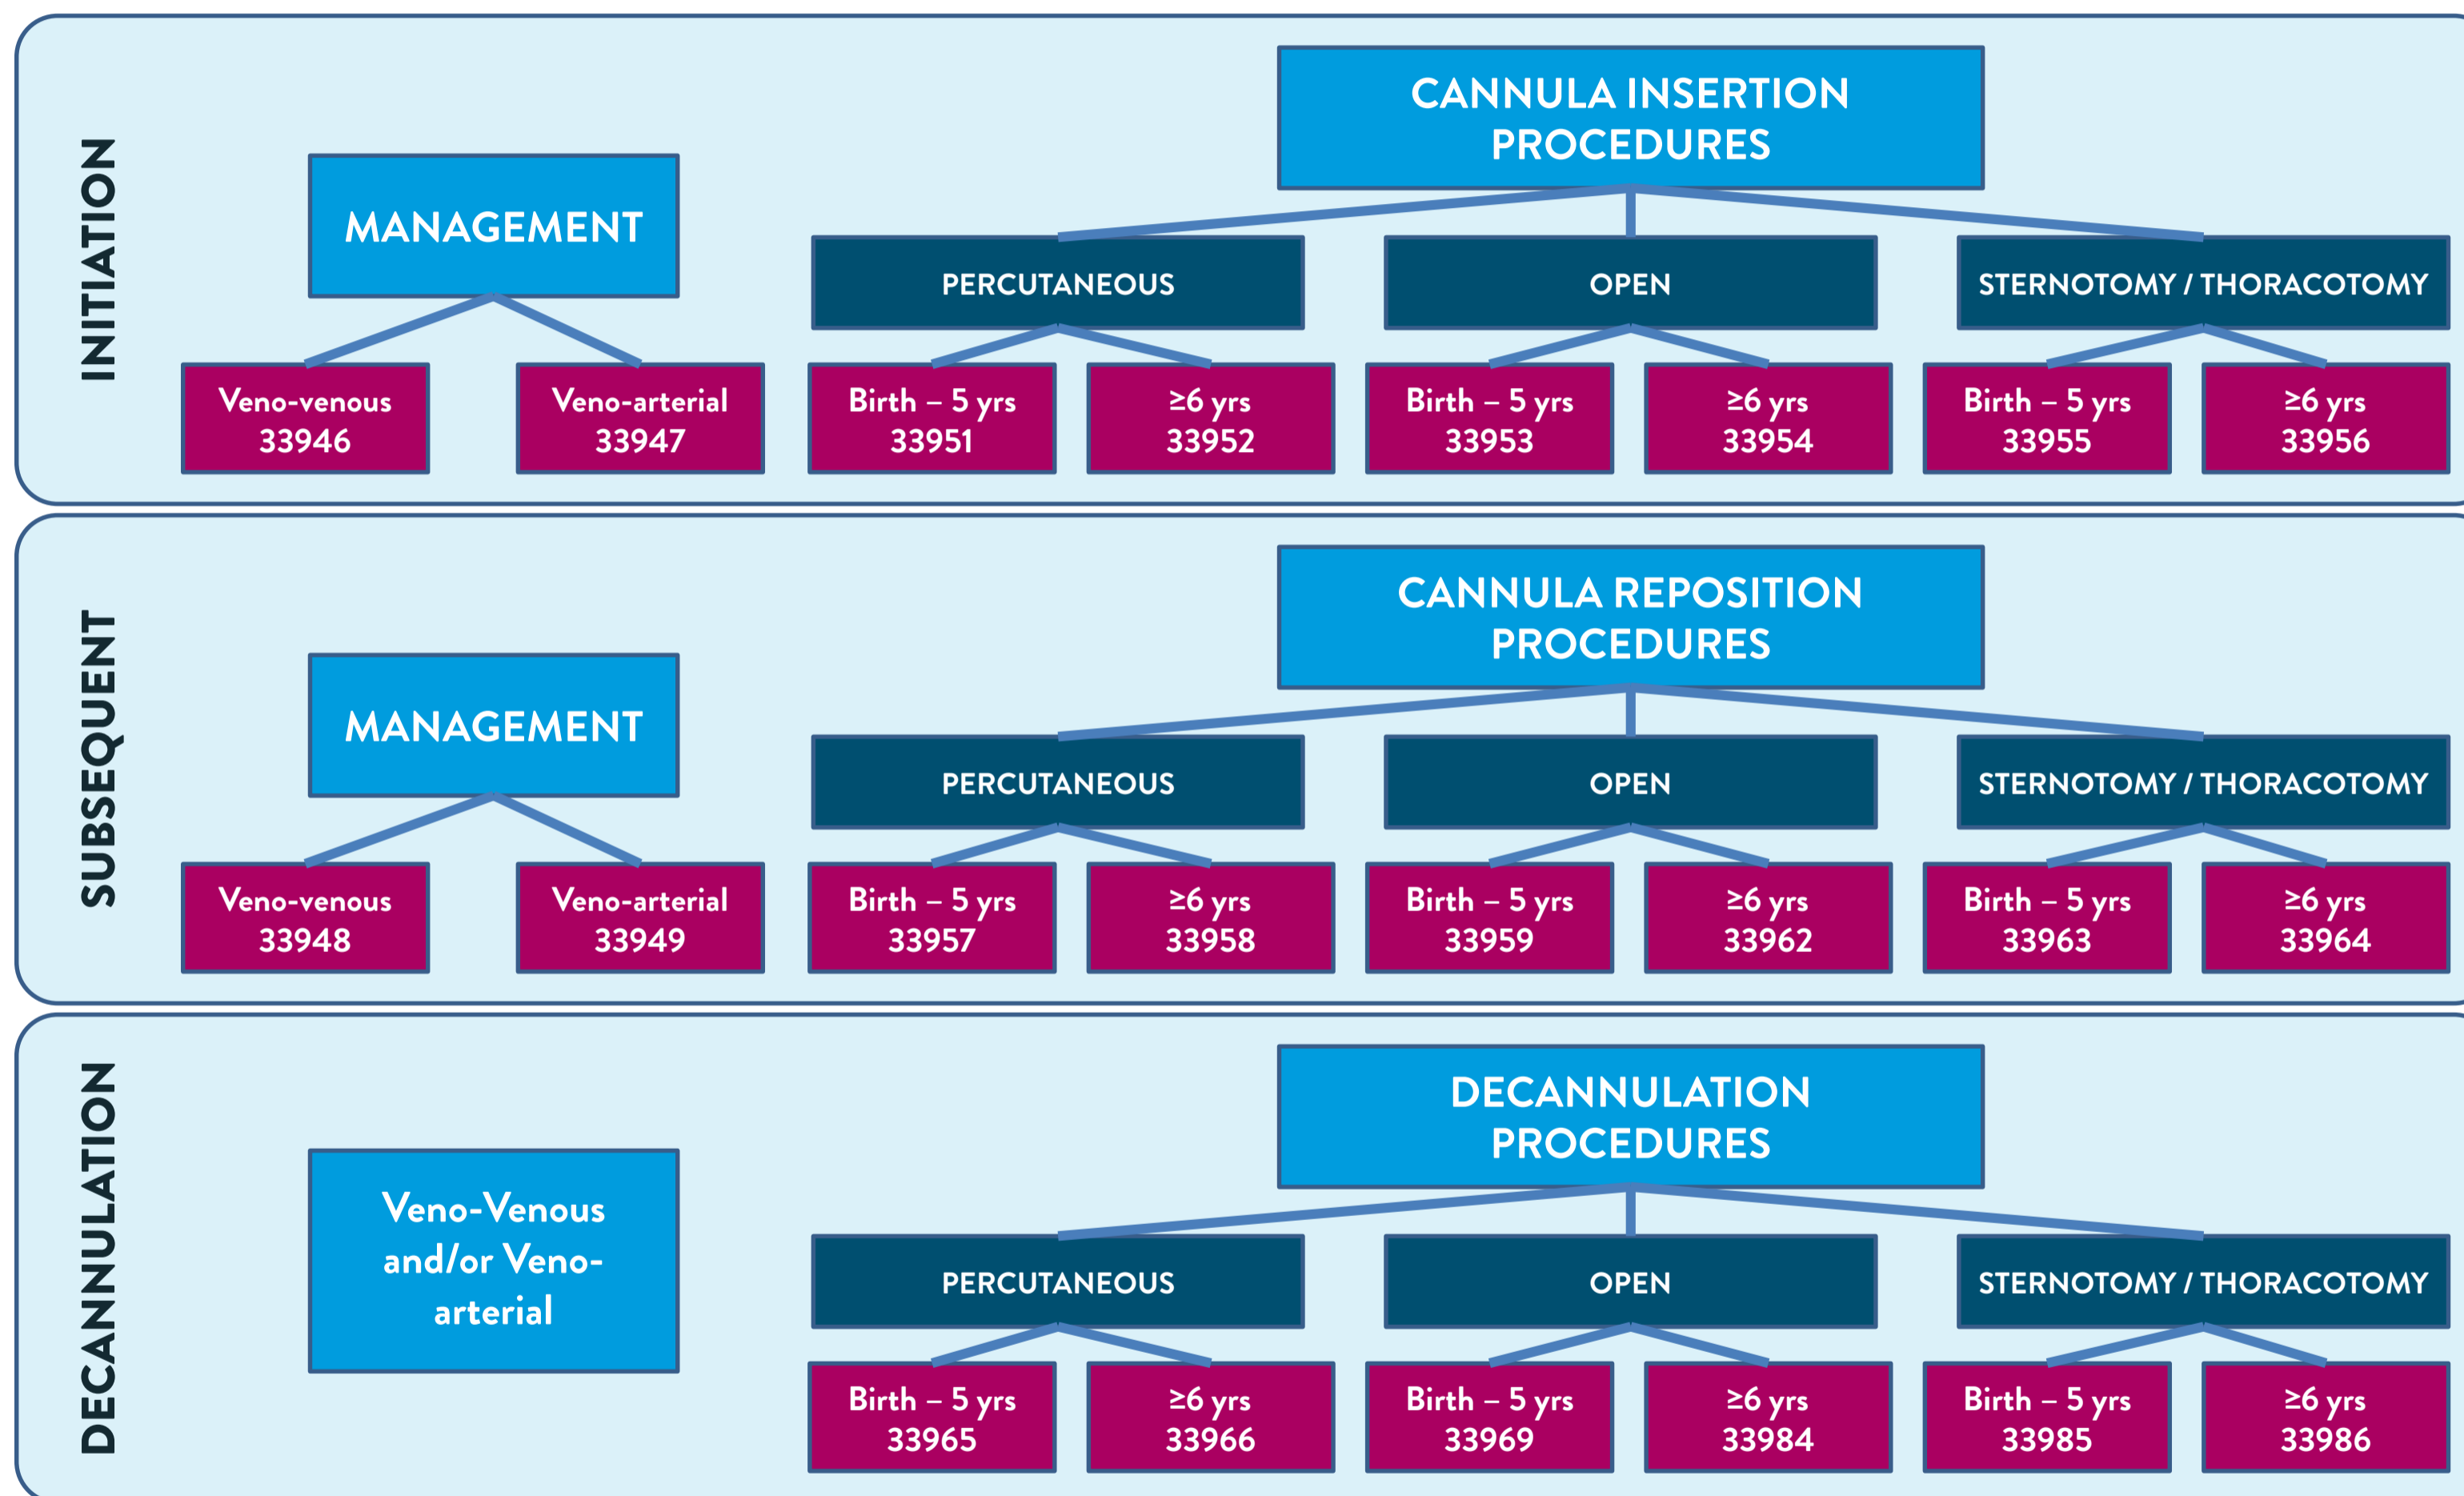 INITIATION
MANAGEMENT
Veno-venous
33946
Veno-arterial
33947
CANNULA INSERTION
PROCEDURES
PERCUTANEOUS
Birth – 5 yrs
33951
≥6 yrs
33952
OPEN
Birth – 5 yrs
33953
≥6 yrs
33954
STERNOTOMY / THORACOTOMY
Birth – 5 yrs
33955
≥6 yrs
33956
SUBSEQUENT
MANAGEMENT
Veno-venous
33948
Veno-arterial
33949
CANNULA REPOSITION
PROCEDURES
PERCUTANEOUS
Birth – 5 yrs
33957
≥6 yrs
33958
OPEN
Birth – 5 yrs
33959
≥6 yrs
33962
STERNOTOMY / THORACOTOMY
Birth – 5 yrs
33963
≥6 yrs
33964
DECANNULATION
Veno-Venous
and/or Veno-
arterial
DECANNULATION
PROCEDURES
PERCUTANEOUS
Birth – 5 yrs
33965
≥6 yrs
33966
OPEN
Birth – 5 yrs
33969
≥6 yrs
33984
STERNOTOMY / THORACOTOMY
Birth – 5 yrs
33985
≥6 yrs
33986